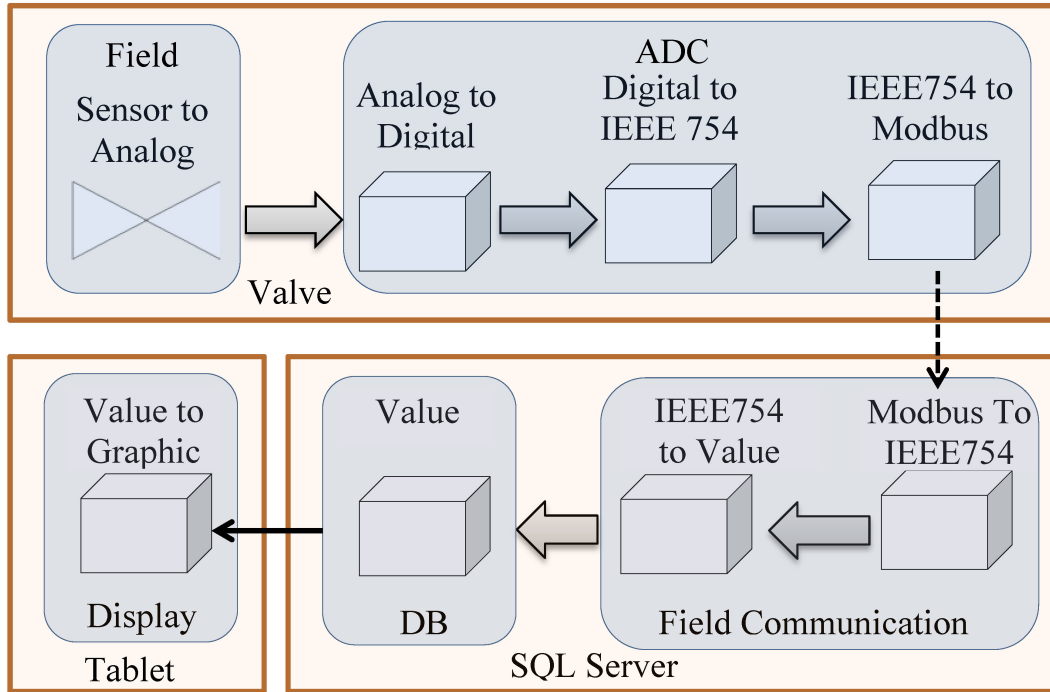 Field
Sensor to
Analog
ADC
Analog to
Digital
Digital to
IEEE 754
IEEE754 to
Modbus
Valve
Value to
Graphic
Display
Tablet
Value
DB
IEEE754
to Value
Modbus To
IEEE754
Field Communication
SQL Server